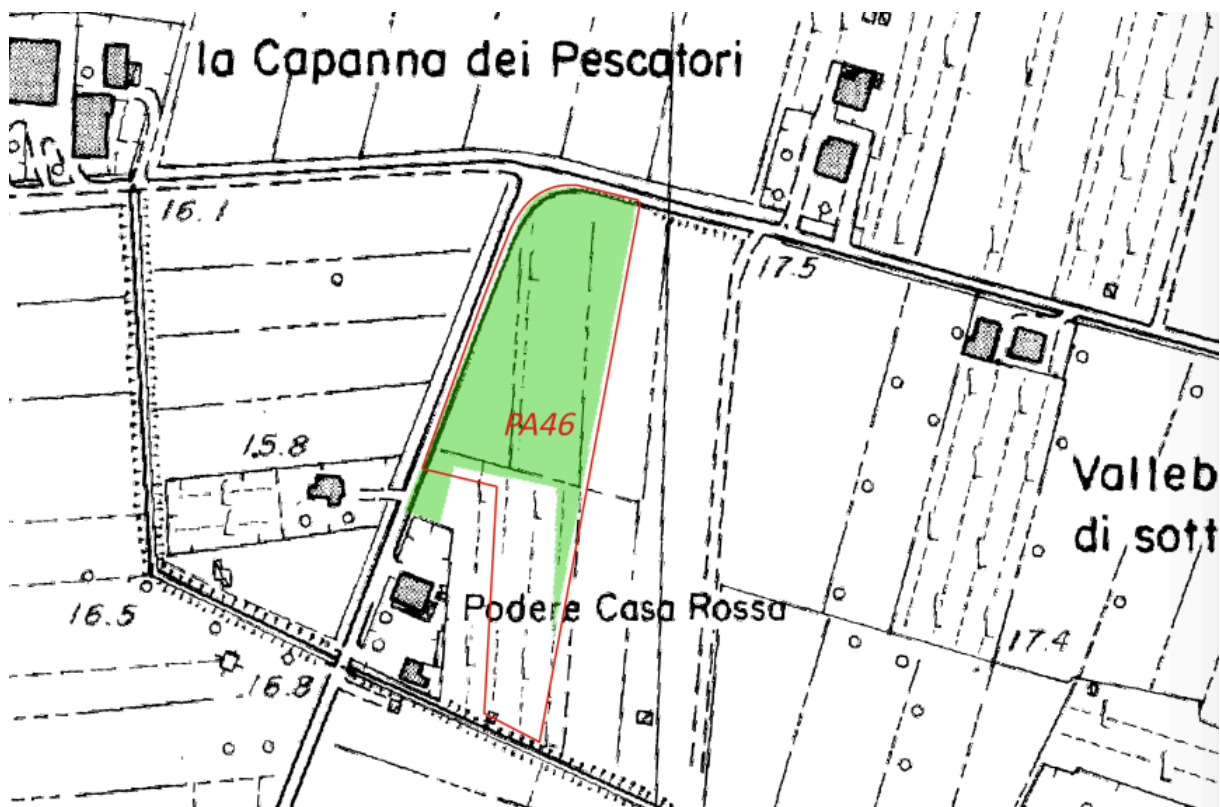 la Capanna dei Pescatori
16.1
17.5
PA46
15.8
Valleb
di sott
Podere Casa Rossa
16.5
17.4
16.8